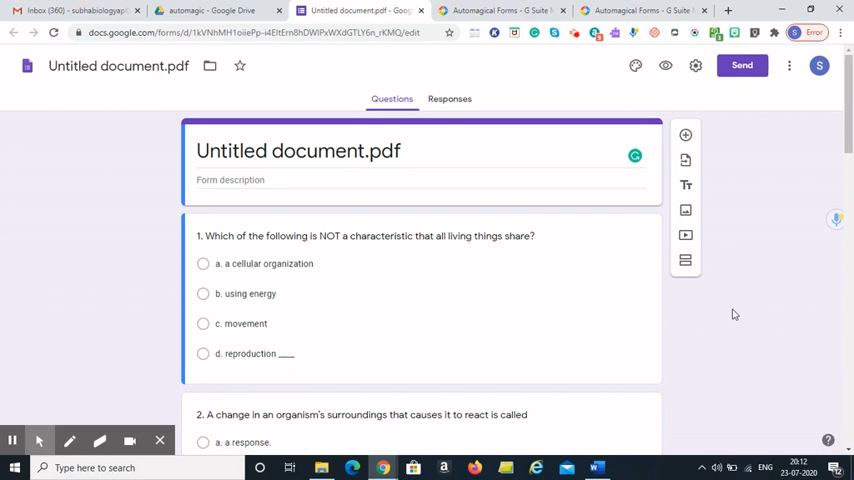 Inbox (360) - subhabiologyap
automagic - Google Drive
Untitled document.pdf - Goo
Automagical Forms - G Suite M
Automagical Forms - G Suite M
docs.google.com/forms/d/1kVNhMH1oiiePp-i4EltErn8hDWIPxWXdGTLY6n_rKMQ/edit
Error
Untitled document.pdf
Send
S
Questions
Responses
Untitled document.pdf
Form description
1. Which of the following is NOT a characteristic that all living things share?
a. a cellular organization
b. using energy
c. movement
d. reproduction ____
2. A change in an organism's surroundings that causes it to react is called
a. a response.
Type here to search
ENG
20:12
23-07-2020